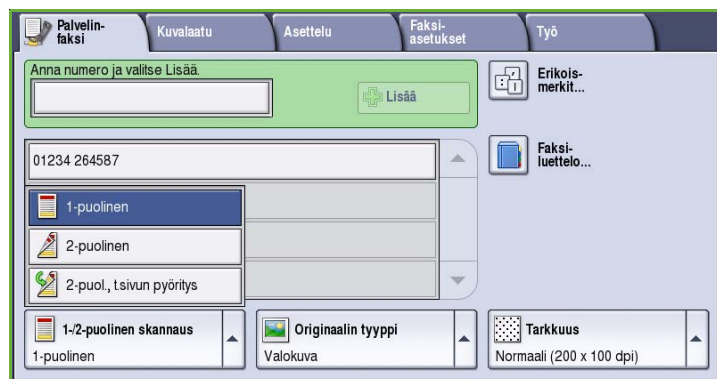 Palvelin-
faksi
Kuvalaatu
Asettelu
Faksi-
asetukset
Työ
Anna numero ja valitse Lisää.
Lisää
Erikois-
merkit...
01234 264587
Faksi-
luettelo...
1-puolinen
2-puolinen
2-puol., t.sivun pyöritys
1-/2-puolinen skannaus
1-puolinen
Originaalin tyyppi
Valokuva
Tarkkuus
Normaali (200 x 100 dpi)